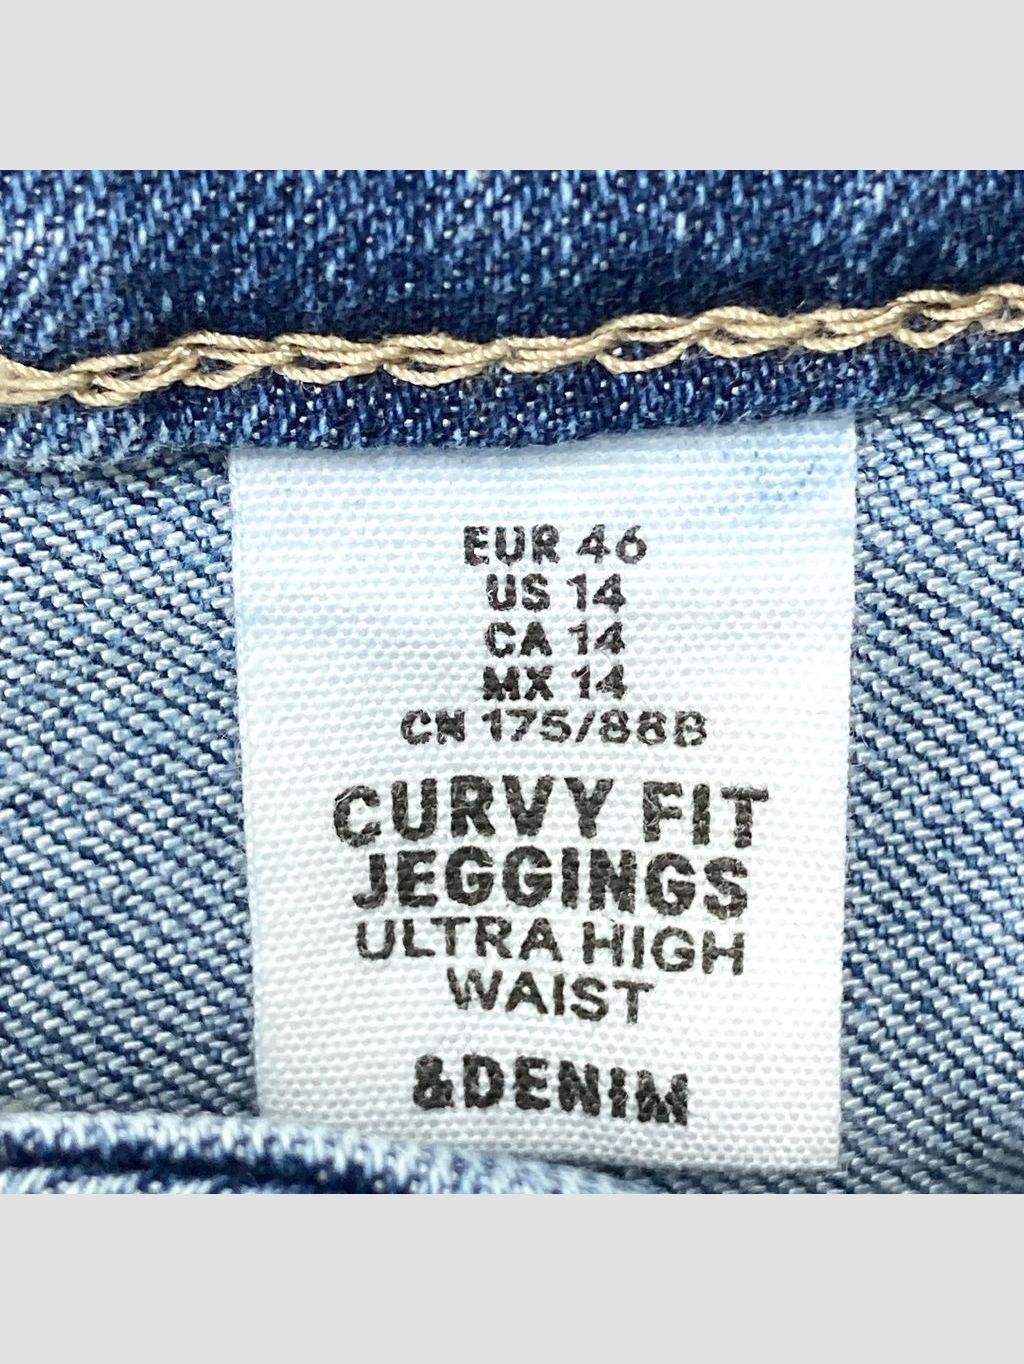 EUR 46
US 14
CA 14
MX 14
CN 175/88B
CURVY FIT
JEGGINGS
ULTRA HIGH
WAIST
&DENIM